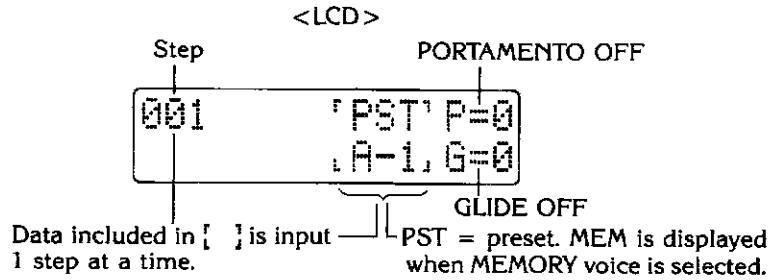 <LCD>
Step PORTAMENTO OFF
001 「PST」 P=0
A-1 G=0
GLIDE OFF
Data included in [ ] is input
1 step at a time.
PST = preset. MEM is displayed
when MEMORY voice is selected.